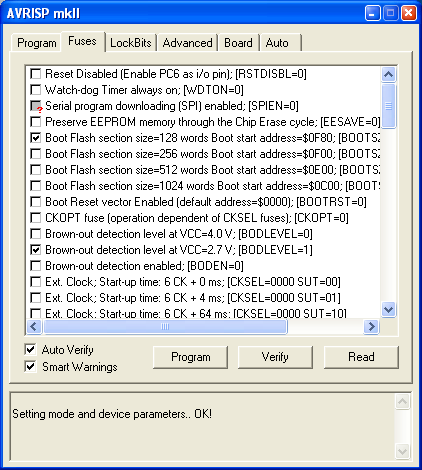 AVRISP mkII
Program Fuses LockBits Advanced Board Auto
Reset Disabled (Enable PC6 as i/o pin); [RSTDISBL=0]
Watch-dog Timer always on; [WDTON=0]
Serial program downloading (SPI) enabled; [SPIEN=0]
Preserve EEPROM memory through the Chip Erase cycle; [EESAVE=0]
Boot Flash section size=128 words Boot start address=$0F80; [BOOTSZ
Boot Flash section size=256 words Boot start address=$0F00; [BOOTSZ
Boot Flash section size=512 words Boot start address=$0E00; [BOOTSZ
Boot Flash section size=1024 words Boot start address=$0C00; [BOOTS
Boot Reset vector Enabled (default address=$0000); [BOOTRST=0]
CKOPT fuse (operation dependent of CKSEL fuses); [CKOPT=0]
Brown-out detection level at VCC=4.0 V; [BODLEVEL=0]
Brown-out detection level at VCC=2.7 V; [BODLEVEL=1]
Brown-out detection enabled; [BODEN=0]
Ext. Clock; Start-up time: 6 CK + 0 ms; [CKSEL=0000 SUT=00]
Ext. Clock; Start-up time: 6 CK + 4 ms; [CKSEL=0000 SUT=01]
Ext. Clock; Start-up time: 6 CK + 64 ms; [CKSEL=0000 SUT=10]
Auto Verify
Smart Warnings
Program Verify Read
Setting mode and device parameters.. OK!